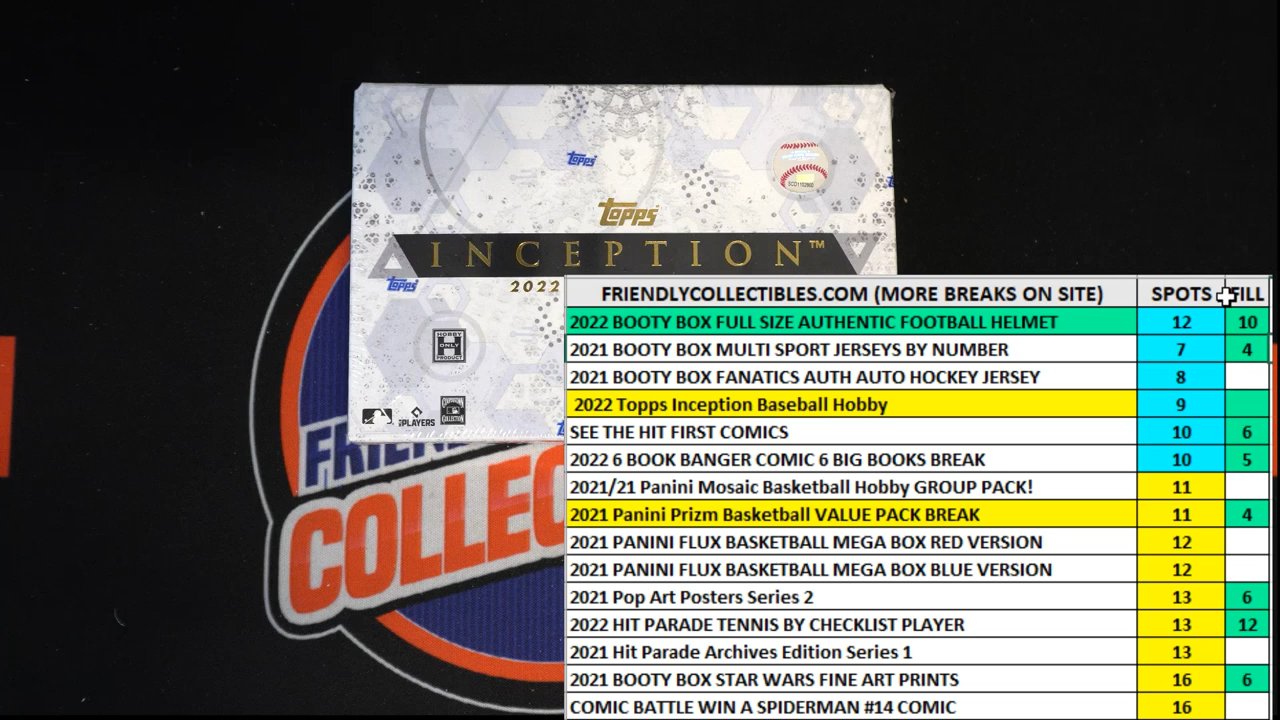 topps
SCD1102860
topps
INCEPTION™
topps
2022
HOBBY
H
ONLY
PRODUCT
MLB
PLAYERS
COLLEC
FRIENDLYCOLLECTIBLES.COM (MORE BREAKS ON SITE) SPOTS FILL
2022 BOOTY BOX FULL SIZE AUTHENTIC FOOTBALL HELMET 12 10
2021 BOOTY BOX MULTI SPORT JERSEYS BY NUMBER 7 4
2021 BOOTY BOX FANATICS AUTH AUTO HOCKEY JERSEY 8
2022 Topps Inception Baseball Hobby 9
SEE THE HIT FIRST COMICS 10 6
2022 6 BOOK BANGER COMIC 6 BIG BOOKS BREAK 10 5
2021/21 Panini Mosaic Basketball Hobby GROUP PACK! 11
2021 Panini Prizm Basketball VALUE PACK BREAK 11 4
2021 PANINI FLUX BASKETBALL MEGA BOX RED VERSION 12
2021 PANINI FLUX BASKETBALL MEGA BOX BLUE VERSION 12
2021 Pop Art Posters Series 2 13 6
2022 HIT PARADE TENNIS BY CHECKLIST PLAYER 13 12
2021 Hit Parade Archives Edition Series 1 13
2021 BOOTY BOX STAR WARS FINE ART PRINTS 16 6
COMIC BATTLE WIN A SPIDERMAN #14 COMIC 16